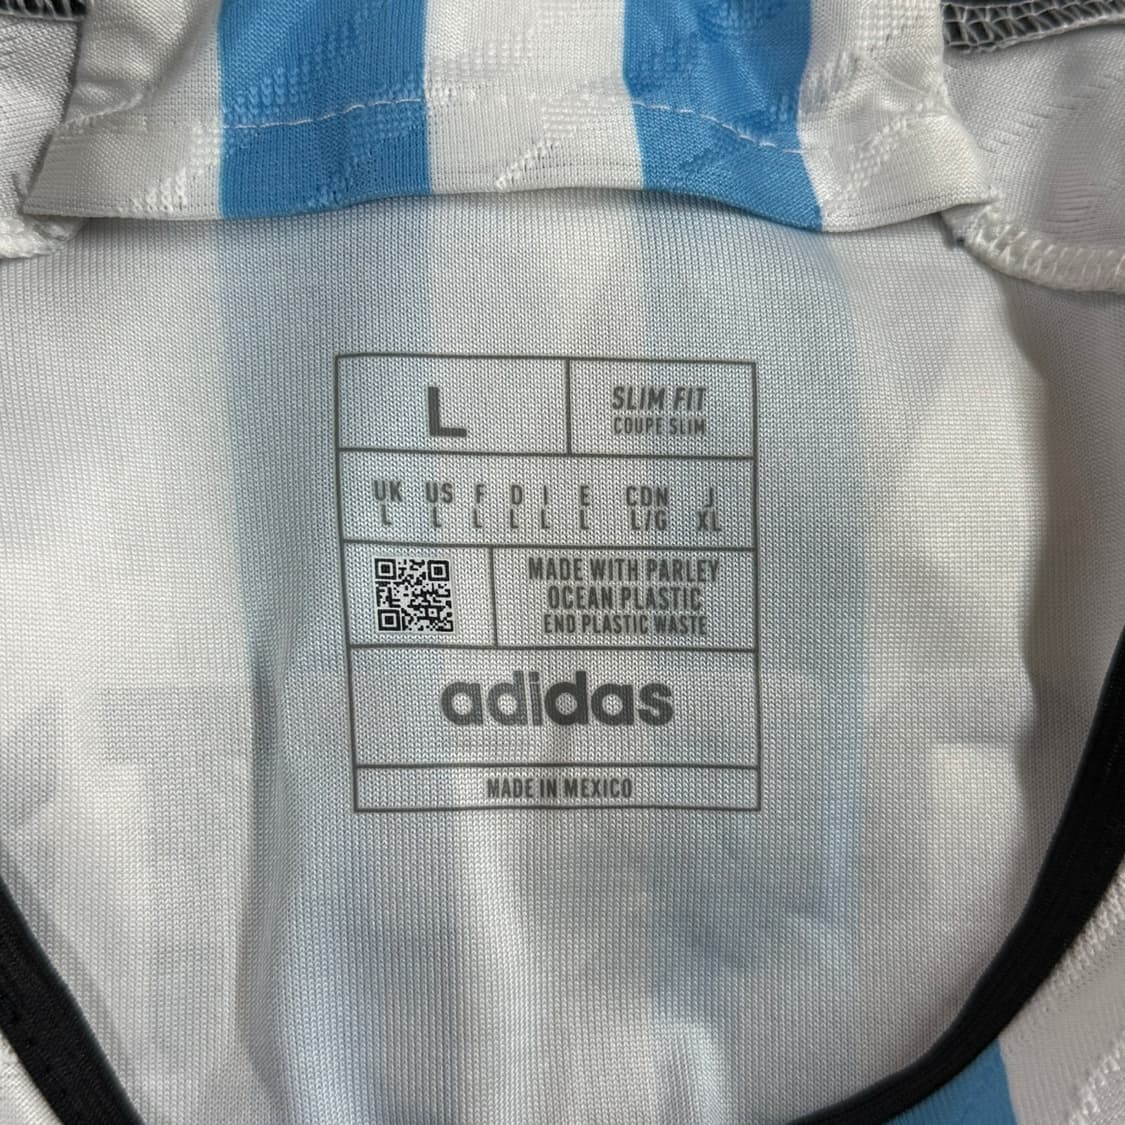 L
SLIM FIT
COUPE SLIM
UK US F D I E CDN J
L L L L L L L/G XL
MADE WITH PARLEY
OCEAN PLASTIC
END PLASTIC WASTE
adidas
MADE IN MEXICO